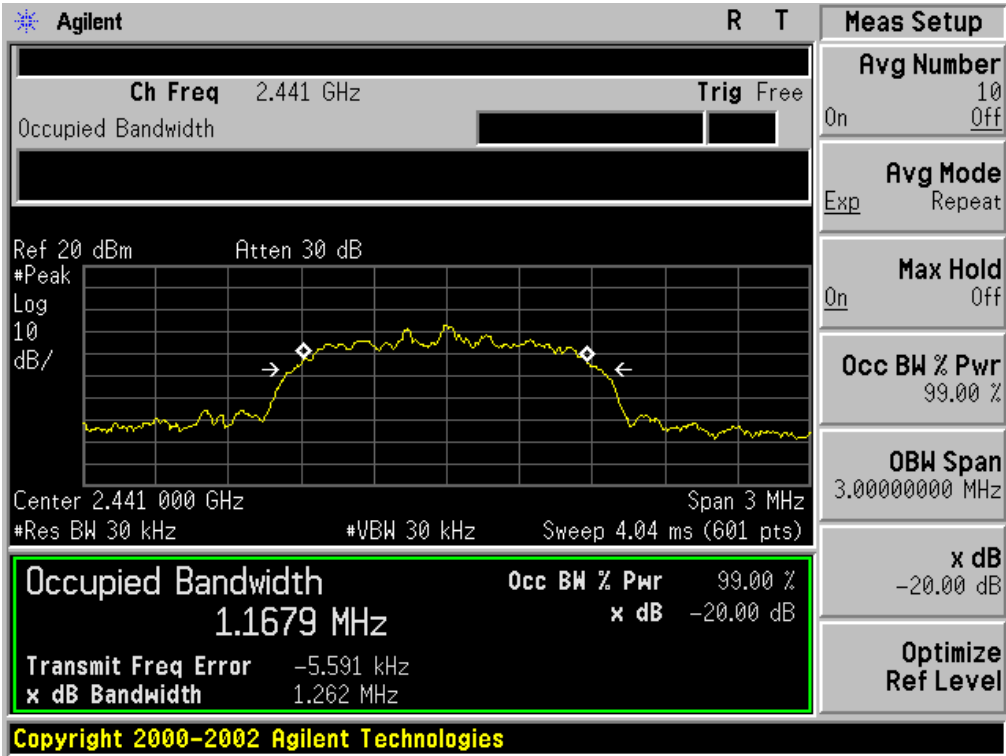 Agilent R T
Meas Setup
Ch Freq 2.441 GHz Trig Free
Occupied Bandwidth
Ref 20 dBm Atten 30 dB
#Peak
Log
10
dB/
Center 2.441 000 GHz Span 3 MHz
#Res BW 30 kHz #VBW 30 kHz Sweep 4.04 ms (601 pts)
Occupied Bandwidth Occ BW % Pwr 99.00 %
1.1679 MHz x dB -20.00 dB
Transmit Freq Error -5.591 kHz
x dB Bandwidth 1.262 MHz
Copyright 2000-2002 Agilent Technologies
Avg Number
10
On Off
Avg Mode
Exp Repeat
Max Hold
On Off
Occ BW % Pwr
99.00 %
OBW Span
3.00000000 MHz
x dB
-20.00 dB
Optimize
Ref Level